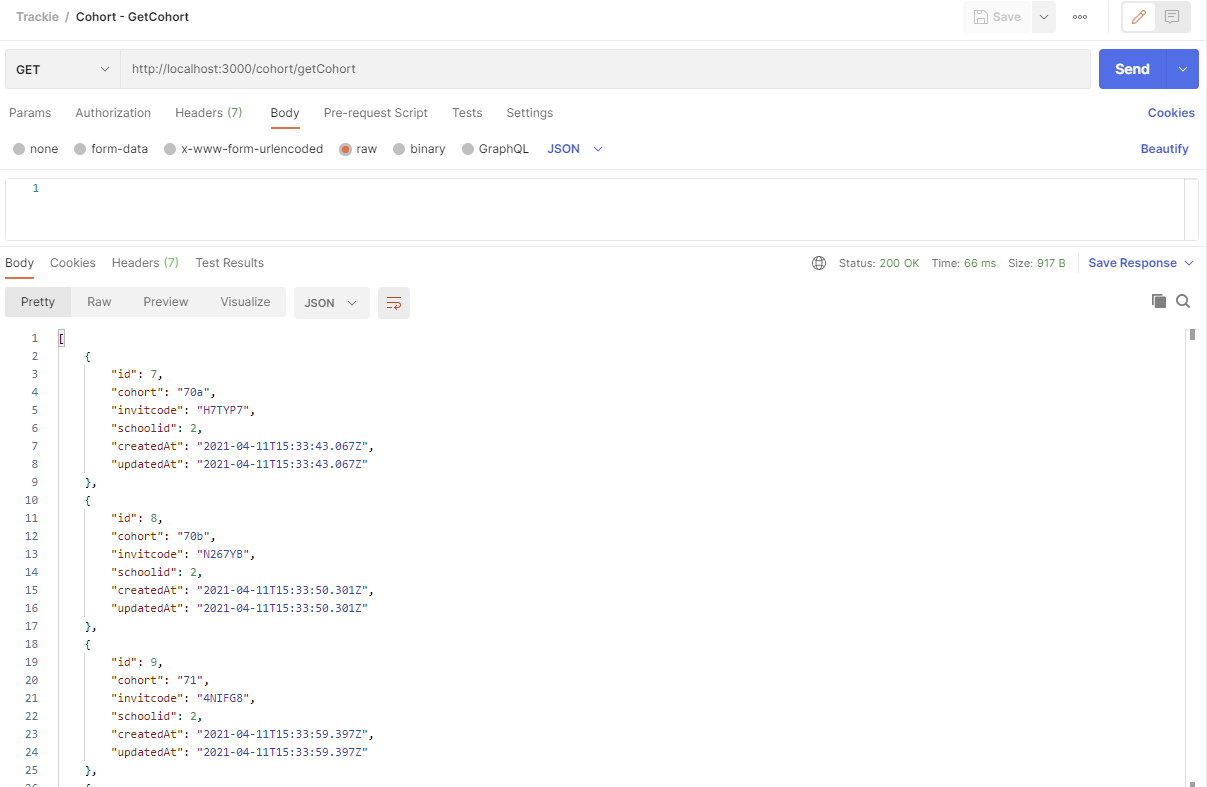 Trackie / Cohort - GetCohort
Save
GET http://localhost:3000/cohort/getCohort Send
Params Authorization Headers (7) Body Pre-request Script Tests Settings Cookies
none form-data x-www-form-urlencoded raw binary GraphQL JSON Beautify
1
Body Cookies Headers (7) Test Results Status: 200 OK Time: 66 ms Size: 917 B Save Response
Pretty Raw Preview Visualize JSON
1 [
2 {
3 "id": 7,
4 "cohort": "70a",
5 "invitcode": "H7TYP7",
6 "schoolid": 2,
7 "createdAt": "2021-04-11T15:33:43.067Z",
8 "updatedAt": "2021-04-11T15:33:43.067Z"
9 },
10 {
11 "id": 8,
12 "cohort": "70b",
13 "invitcode": "N267YB",
14 "schoolid": 2,
15 "createdAt": "2021-04-11T15:33:50.301Z",
16 "updatedAt": "2021-04-11T15:33:50.301Z"
17 },
18 {
19 "id": 9,
20 "cohort": "71",
21 "invitcode": "4NIFG8",
22 "schoolid": 2,
23 "createdAt": "2021-04-11T15:33:59.397Z",
24 "updatedAt": "2021-04-11T15:33:59.397Z"
25 },
26 {